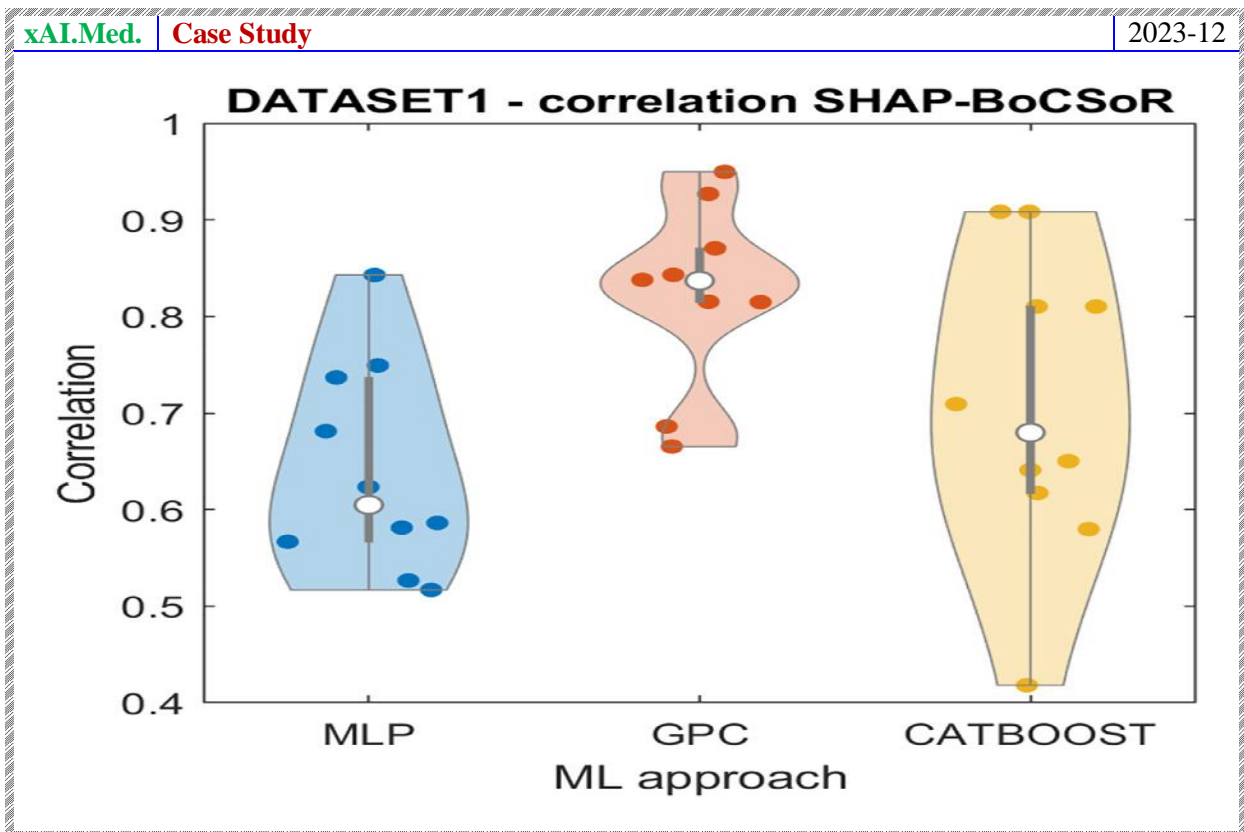 xAI.Med. Case Study 2023-12
DATASET1 - correlation SHAP-BoCSoR
1
0.9
0.8
0.7
0.6
0.5
0.4
Correlation
MLP GPC CATBOOST
ML approach